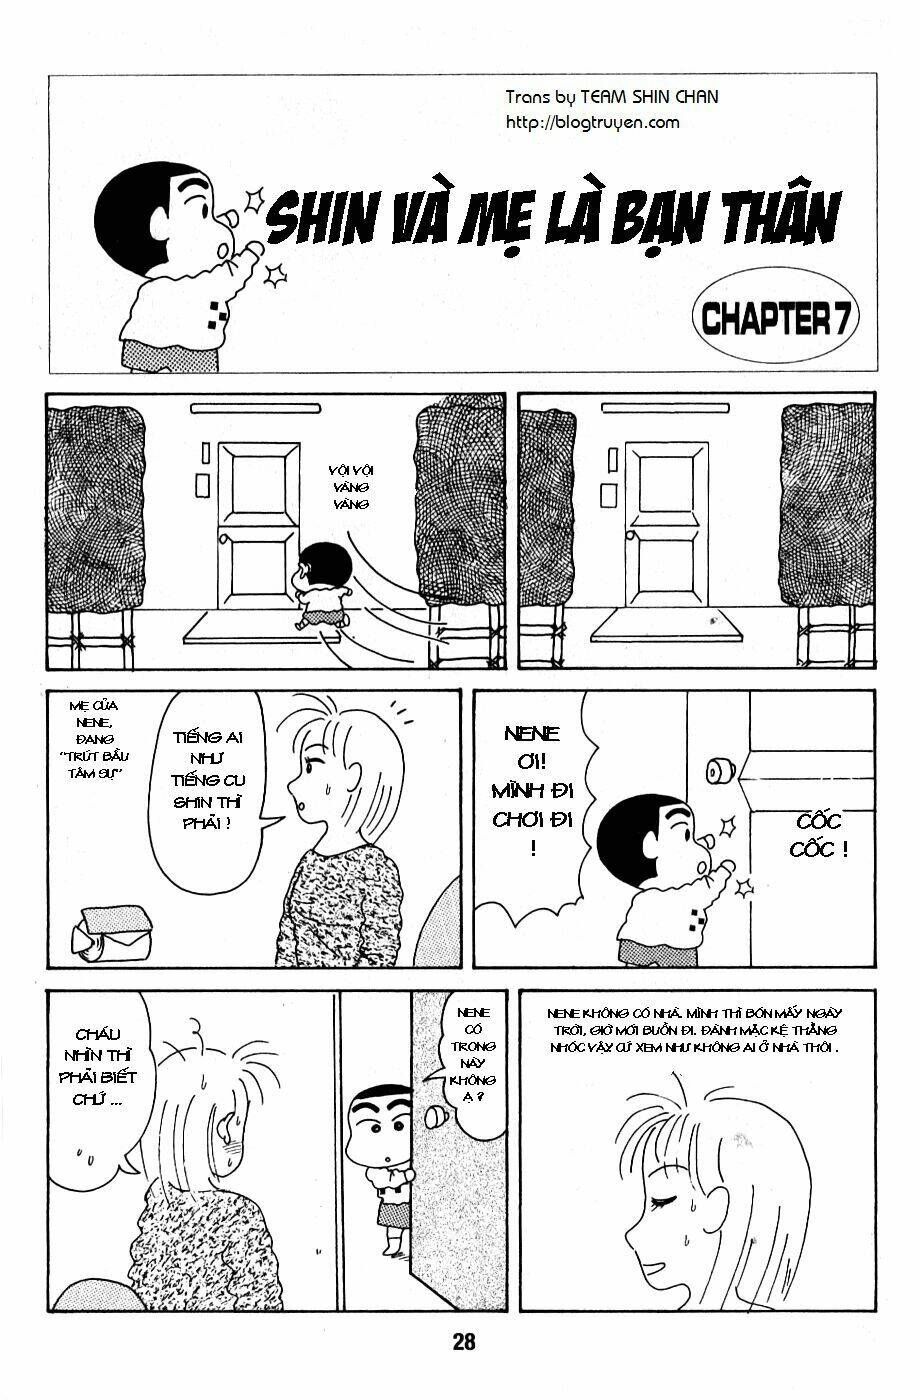 Trans by TEAM SHIN CHAN
http://blogtruyen.com
SHIN VÀ MẸ LÀ BẠN THÂN
CHAPTER 7
VỘI VỘI
VÀNG
VÀNG
MẸ CỦA
NENE,
ĐANG
"TRÚT BẦU
TÂM SỰ"
TIẾNG AI
NHƯ
TIẾNG CU
SHIN THÌ
PHẢI !
NENE
ƠI!
MÌNH ĐI
CHƠI ĐI
!
CỐC
CỐC !
CHÁU
NHÌN THÌ
PHẢI BIẾT
CHỨ ...
NENE
CÓ
TRONG
NÀY
KHÔNG
Ạ ?
NENE KHÔNG CÓ NHÀ. MÌNH THÌ BÓN MẤY NGÀY
TRỜI, GIỜ MỚI BUỒN ĐI. ĐÁNH MẶC KỆ THẰNG
NHÓC VẬY CỨ XEM NHƯ KHÔNG AI Ở NHÀ THÔI .
28